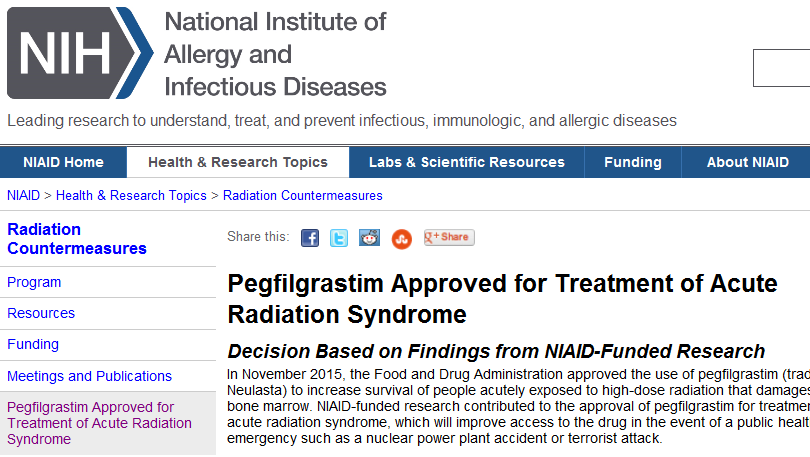 NIH
National Institute of
Allergy and
Infectious Diseases
Leading research to understand, treat, and prevent infectious, immunologic, and allergic diseases
NIAID Home
Health & Research Topics
Labs & Scientific Resources
Funding
About NIAID
NIAID > Health & Research Topics > Radiation Countermeasures
Radiation
Countermeasures
Program
Resources
Funding
Meetings and Publications
Pegfilgrastim Approved for
Treatment of Acute Radiation
Syndrome
Share this:
g+ Share
Pegfilgrastim Approved for Treatment of Acute
Radiation Syndrome
Decision Based on Findings from NIAID-Funded Research
In November 2015, the Food and Drug Administration approved the use of pegfilgrastim (trad
Neulasta) to increase survival of people acutely exposed to high-dose radiation that damages
bone marrow. NIAID-funded research contributed to the approval of pegfilgrastim for treatmen
acute radiation syndrome, which will improve access to the drug in the event of a public healt
emergency such as a nuclear power plant accident or terrorist attack.